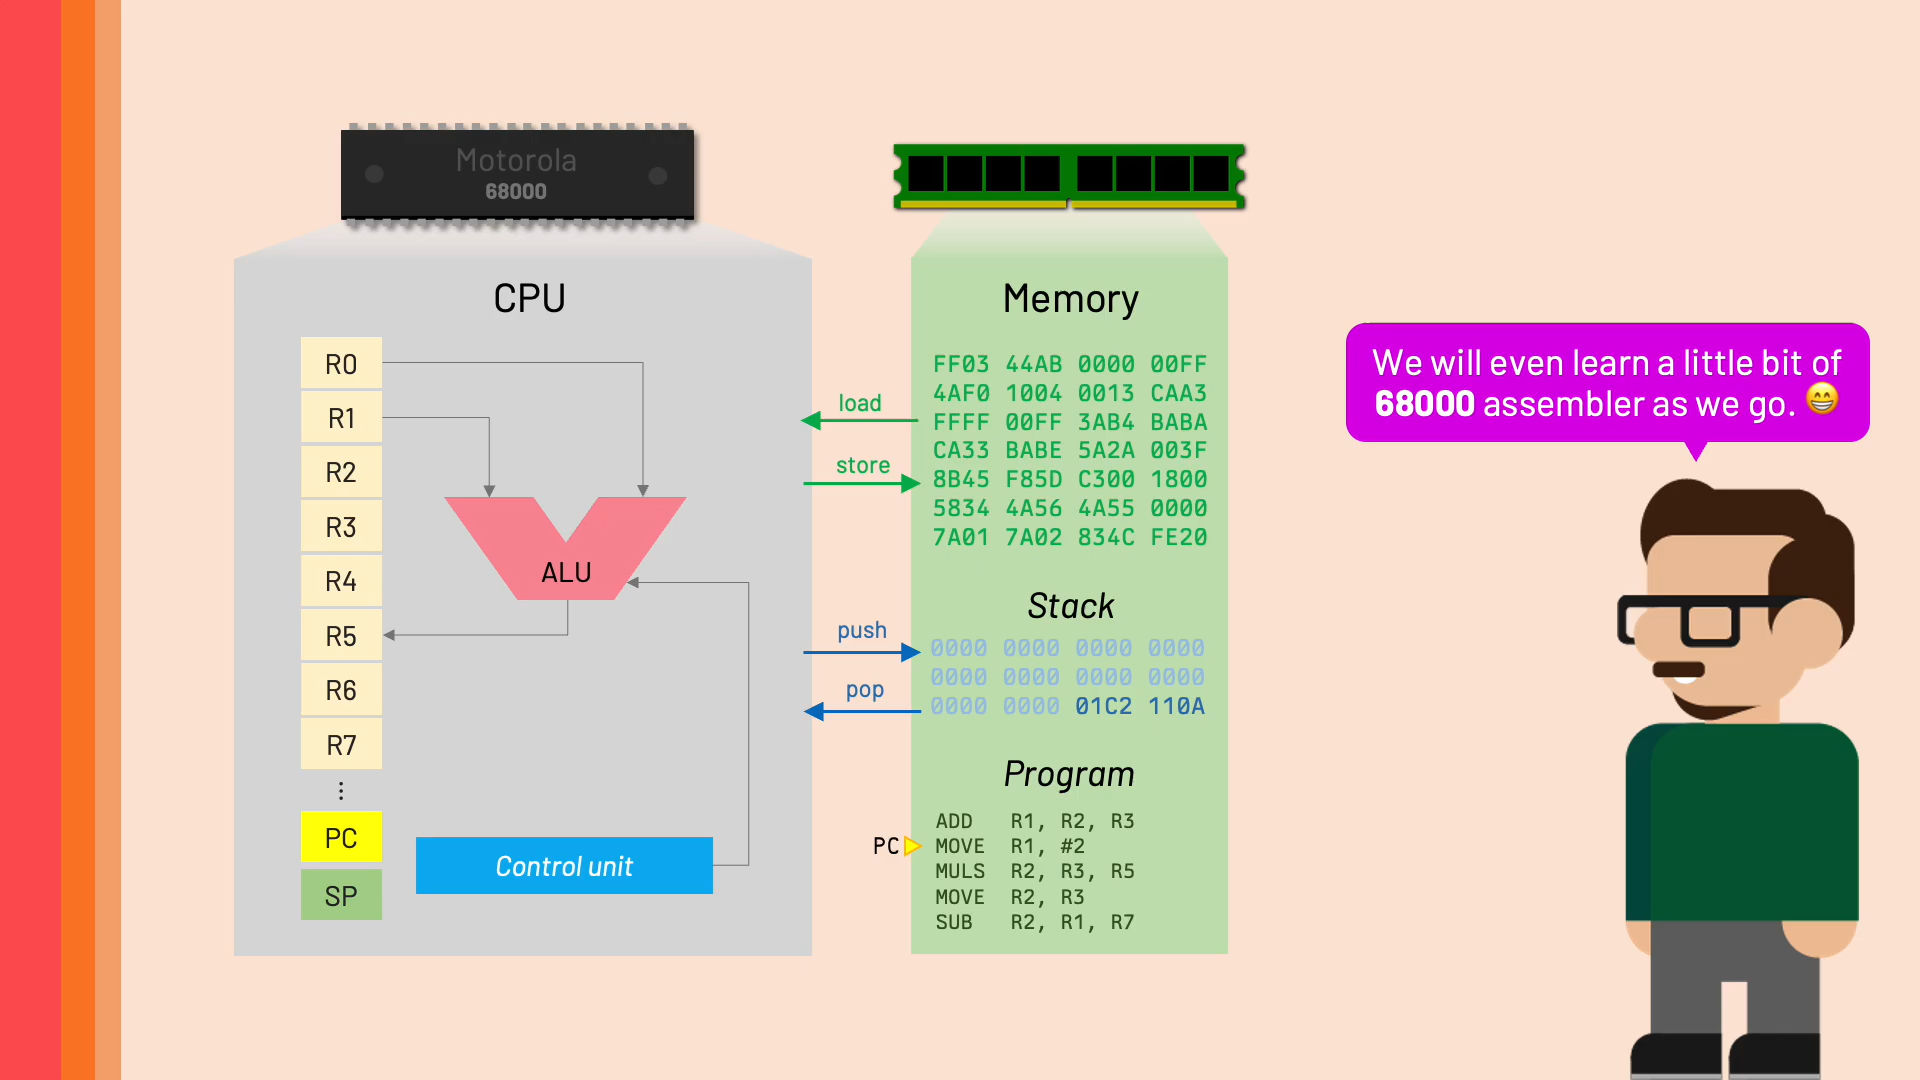 Motorola
68000
CPU
R0
R1
R2
R3
R4
R5
R6
R7
⋮
PC
SP
ALU
Control unit
load
store
push
pop
Memory
FF03 44AB 0000 00FF
4AF0 1004 0013 CAA3
FFFF 00FF 3AB4 BABA
CA33 BABE 5A2A 003F
8B45 F85D C300 1800
5834 4A56 4A55 0000
7A01 7A02 834C FE20
Stack
0000 0000 0000 0000
0000 0000 0000 0000
0000 0000 01C2 110A
Program
PC
ADD R1, R2, R3
MOVE R1, #2
MULS R2, R3, R5
MOVE R2, R3
SUB R2, R1, R7
We will even learn a little bit of
68000 assembler as we go. 😁